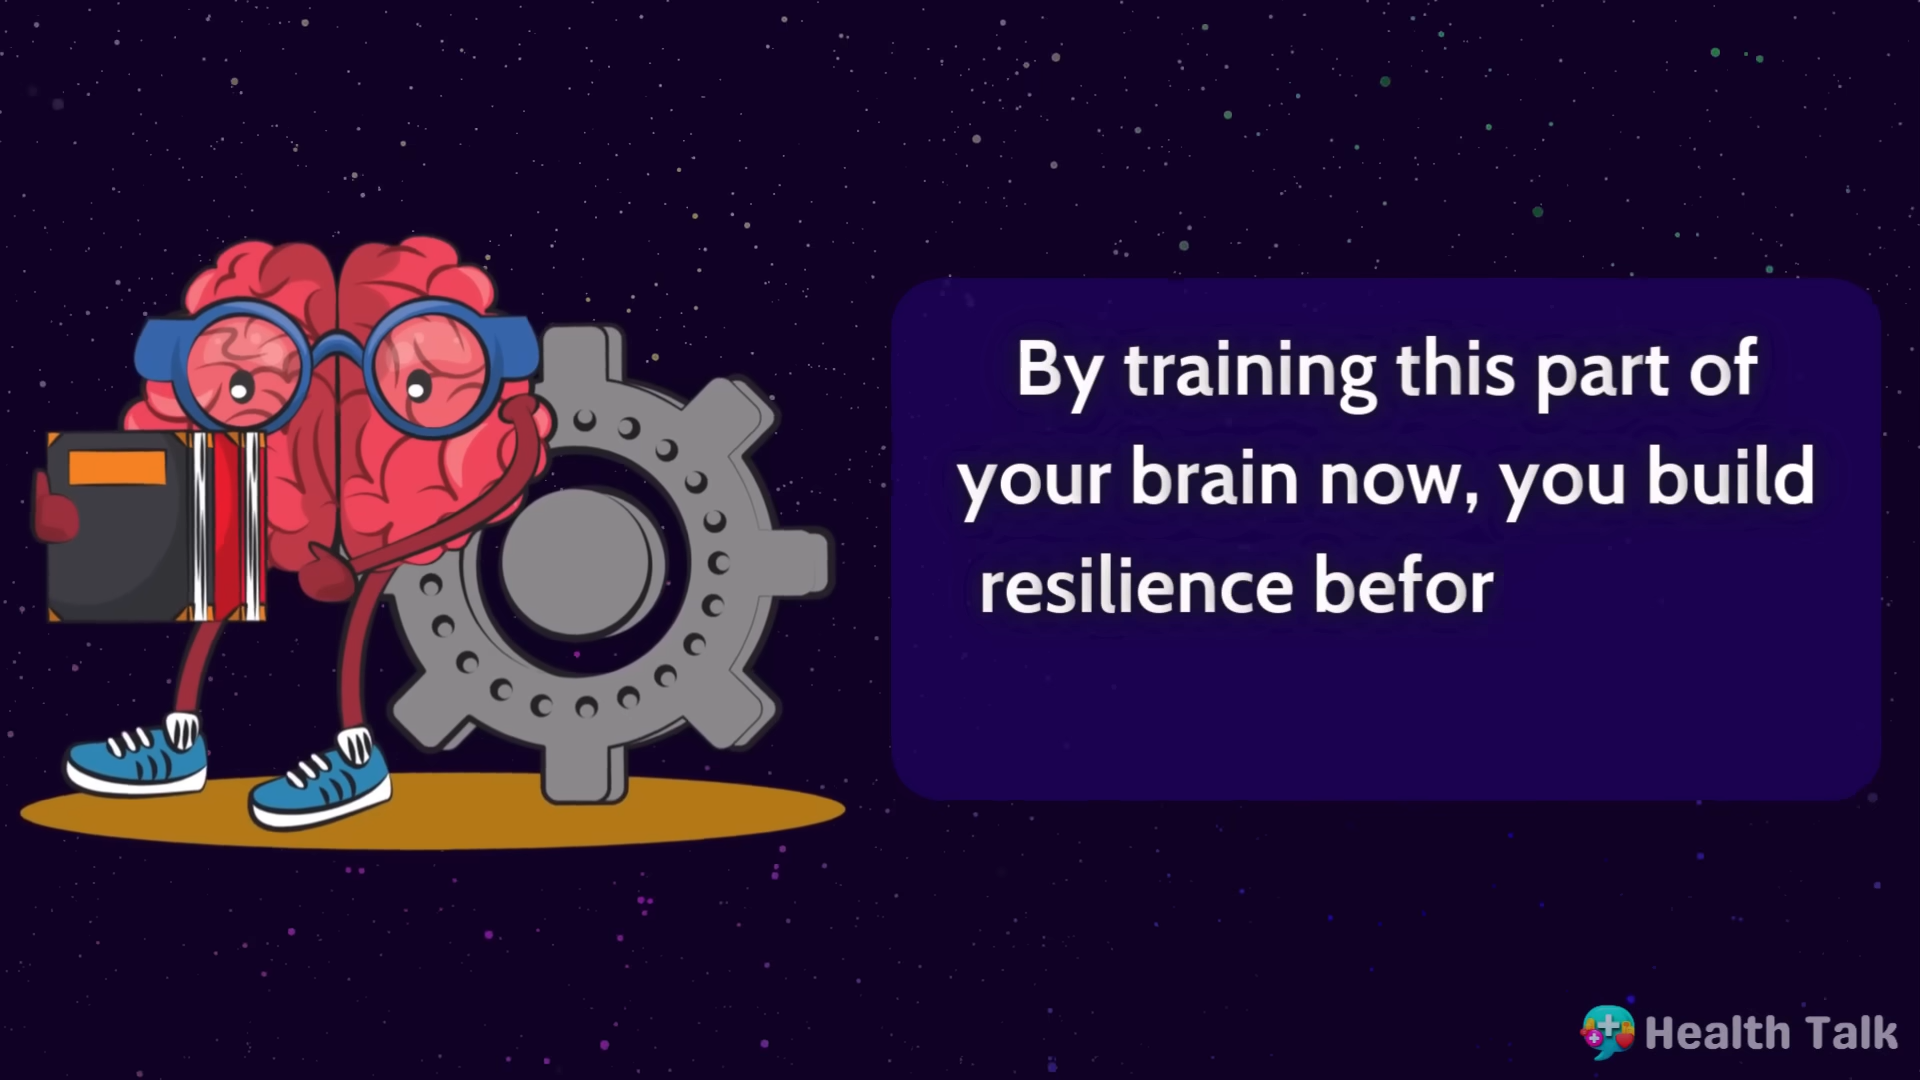 By training this part of
your brain now, you build
resilience befor
Health Talk